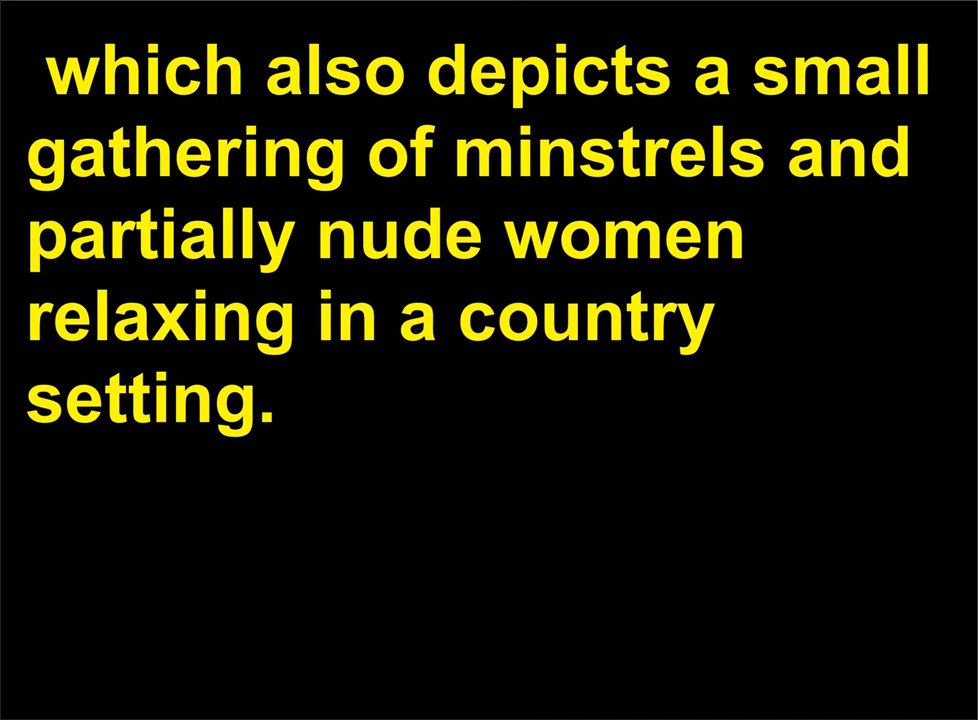 which also depicts a small
gathering of minstrels and
partially nude women
relaxing in a country
setting.